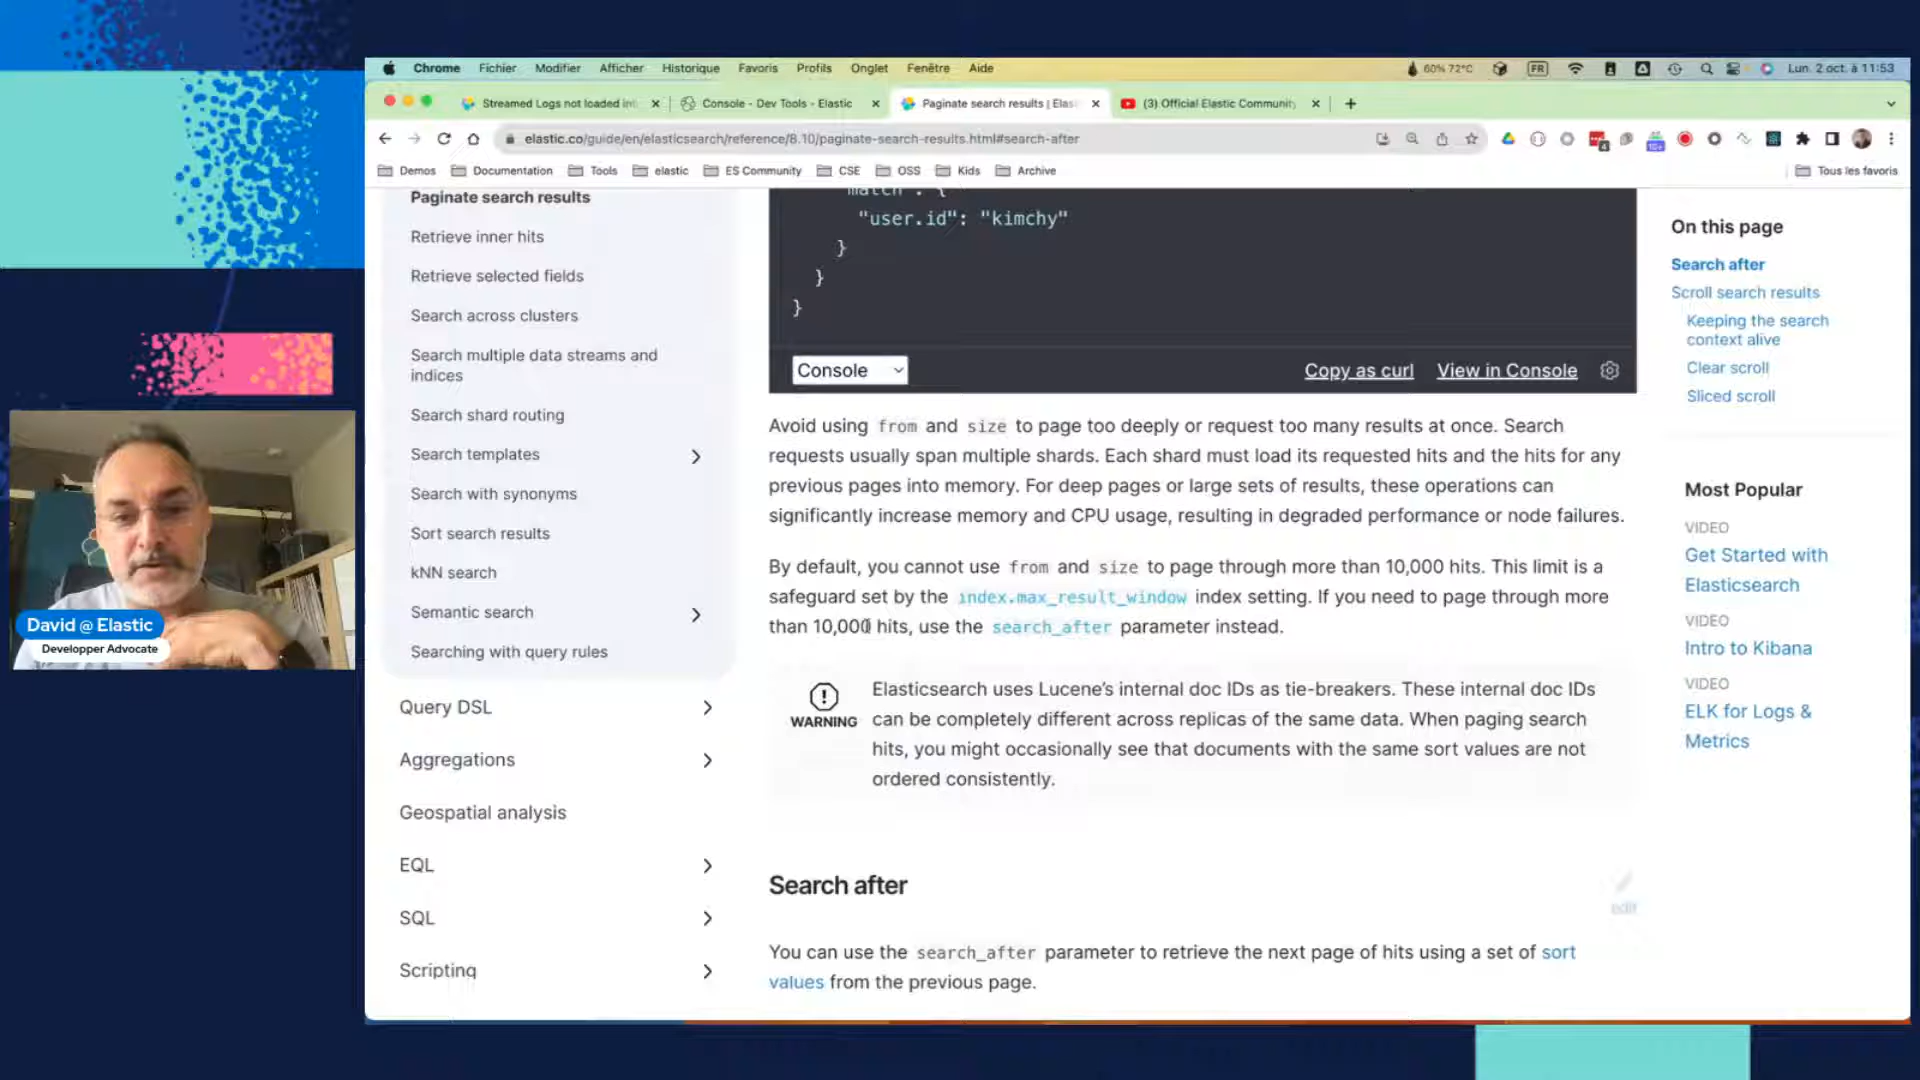 Chrome Fichier Modifier Afficher Historique Favoris Profils Onglet Fenêtre Aide
60% 72°C FR Lun. 2 oct. à 11:53
Streamed Logs not loaded int
Console - Dev Tools - Elastic
Paginate search results | Elas
(3) Official Elastic Community
elastic.co/guide/en/elasticsearch/reference/8.10/paginate-search-results.html#search-after
Demos Documentation Tools elastic ES Community CSE OSS Kids Archive
Tous les favoris
Paginate search results
Retrieve inner hits
Retrieve selected fields
Search across clusters
Search multiple data streams and
indices
Search shard routing
Search templates
Search with synonyms
Sort search results
kNN search
Semantic search
Searching with query rules
Query DSL
Aggregations
Geospatial analysis
EQL
SQL
Scripting
match : {
"user.id": "kimchy"
}
}
}
Console
Copy as curl View in Console
Avoid using from and size to page too deeply or request too many results at once. Search
requests usually span multiple shards. Each shard must load its requested hits and the hits for any
previous pages into memory. For deep pages or large sets of results, these operations can
significantly increase memory and CPU usage, resulting in degraded performance or node failures.
By default, you cannot use from and size to page through more than 10,000 hits. This limit is a
safeguard set by the index.max_result_window index setting. If you need to page through more
than 10,000 hits, use the search_after parameter instead.
WARNING
Elasticsearch uses Lucene's internal doc IDs as tie-breakers. These internal doc IDs
can be completely different across replicas of the same data. When paging search
hits, you might occasionally see that documents with the same sort values are not
ordered consistently.
Search after
edit
You can use the search_after parameter to retrieve the next page of hits using a set of sort
values from the previous page.
On this page
Search after
Scroll search results
Keeping the search
context alive
Clear scroll
Sliced scroll
Most Popular
VIDEO
Get Started with
Elasticsearch
VIDEO
Intro to Kibana
VIDEO
ELK for Logs &
Metrics
David @ Elastic
Developper Advocate